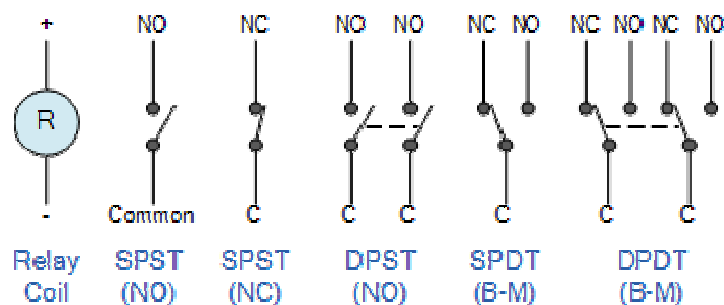 + NO NC NO NO NC NO NC NO NC NO
R
- Common C C C C C C
Relay SPST SPST DPST SPDT DPDT
Coil (NO) (NC) (NO) (B-M) (B-M)